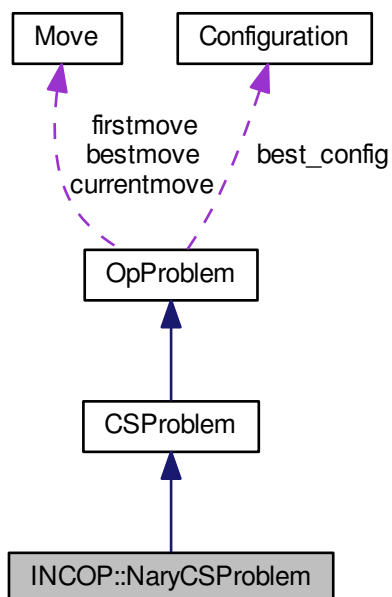 Move
Configuration
firstmove
bestmove
currentmove
best_config
OpProblem
CSProblem
INCOP::NaryCSProblem